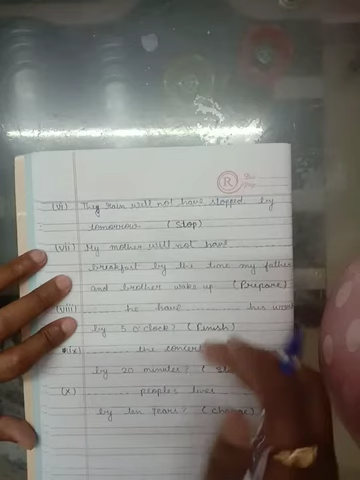 R
(vi) They rain will not have stopped by
tomorrow (Stop)
(vii) My mother will not have
breakfast by the time my father
and brother wake up (Prepare)
(viii) he have his work
by 5 o'clock? (Finish)
(ix) the concert
by 20 minutes? (
(x) peoples lives
by ten years? (change)